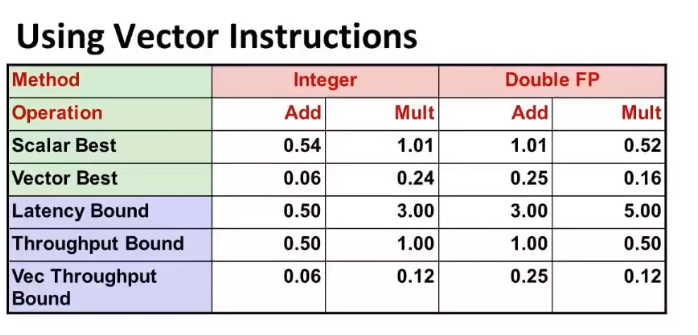 Using Vector Instructions
Method Integer Double FP
Operation Add Mult Add Mult
Scalar Best 0.54 1.01 1.01 0.52
Vector Best 0.06 0.24 0.25 0.16
Latency Bound 0.50 3.00 3.00 5.00
Throughput Bound 0.50 1.00 1.00 0.50
Vec Throughput 0.06 0.12 0.25 0.12
Bound